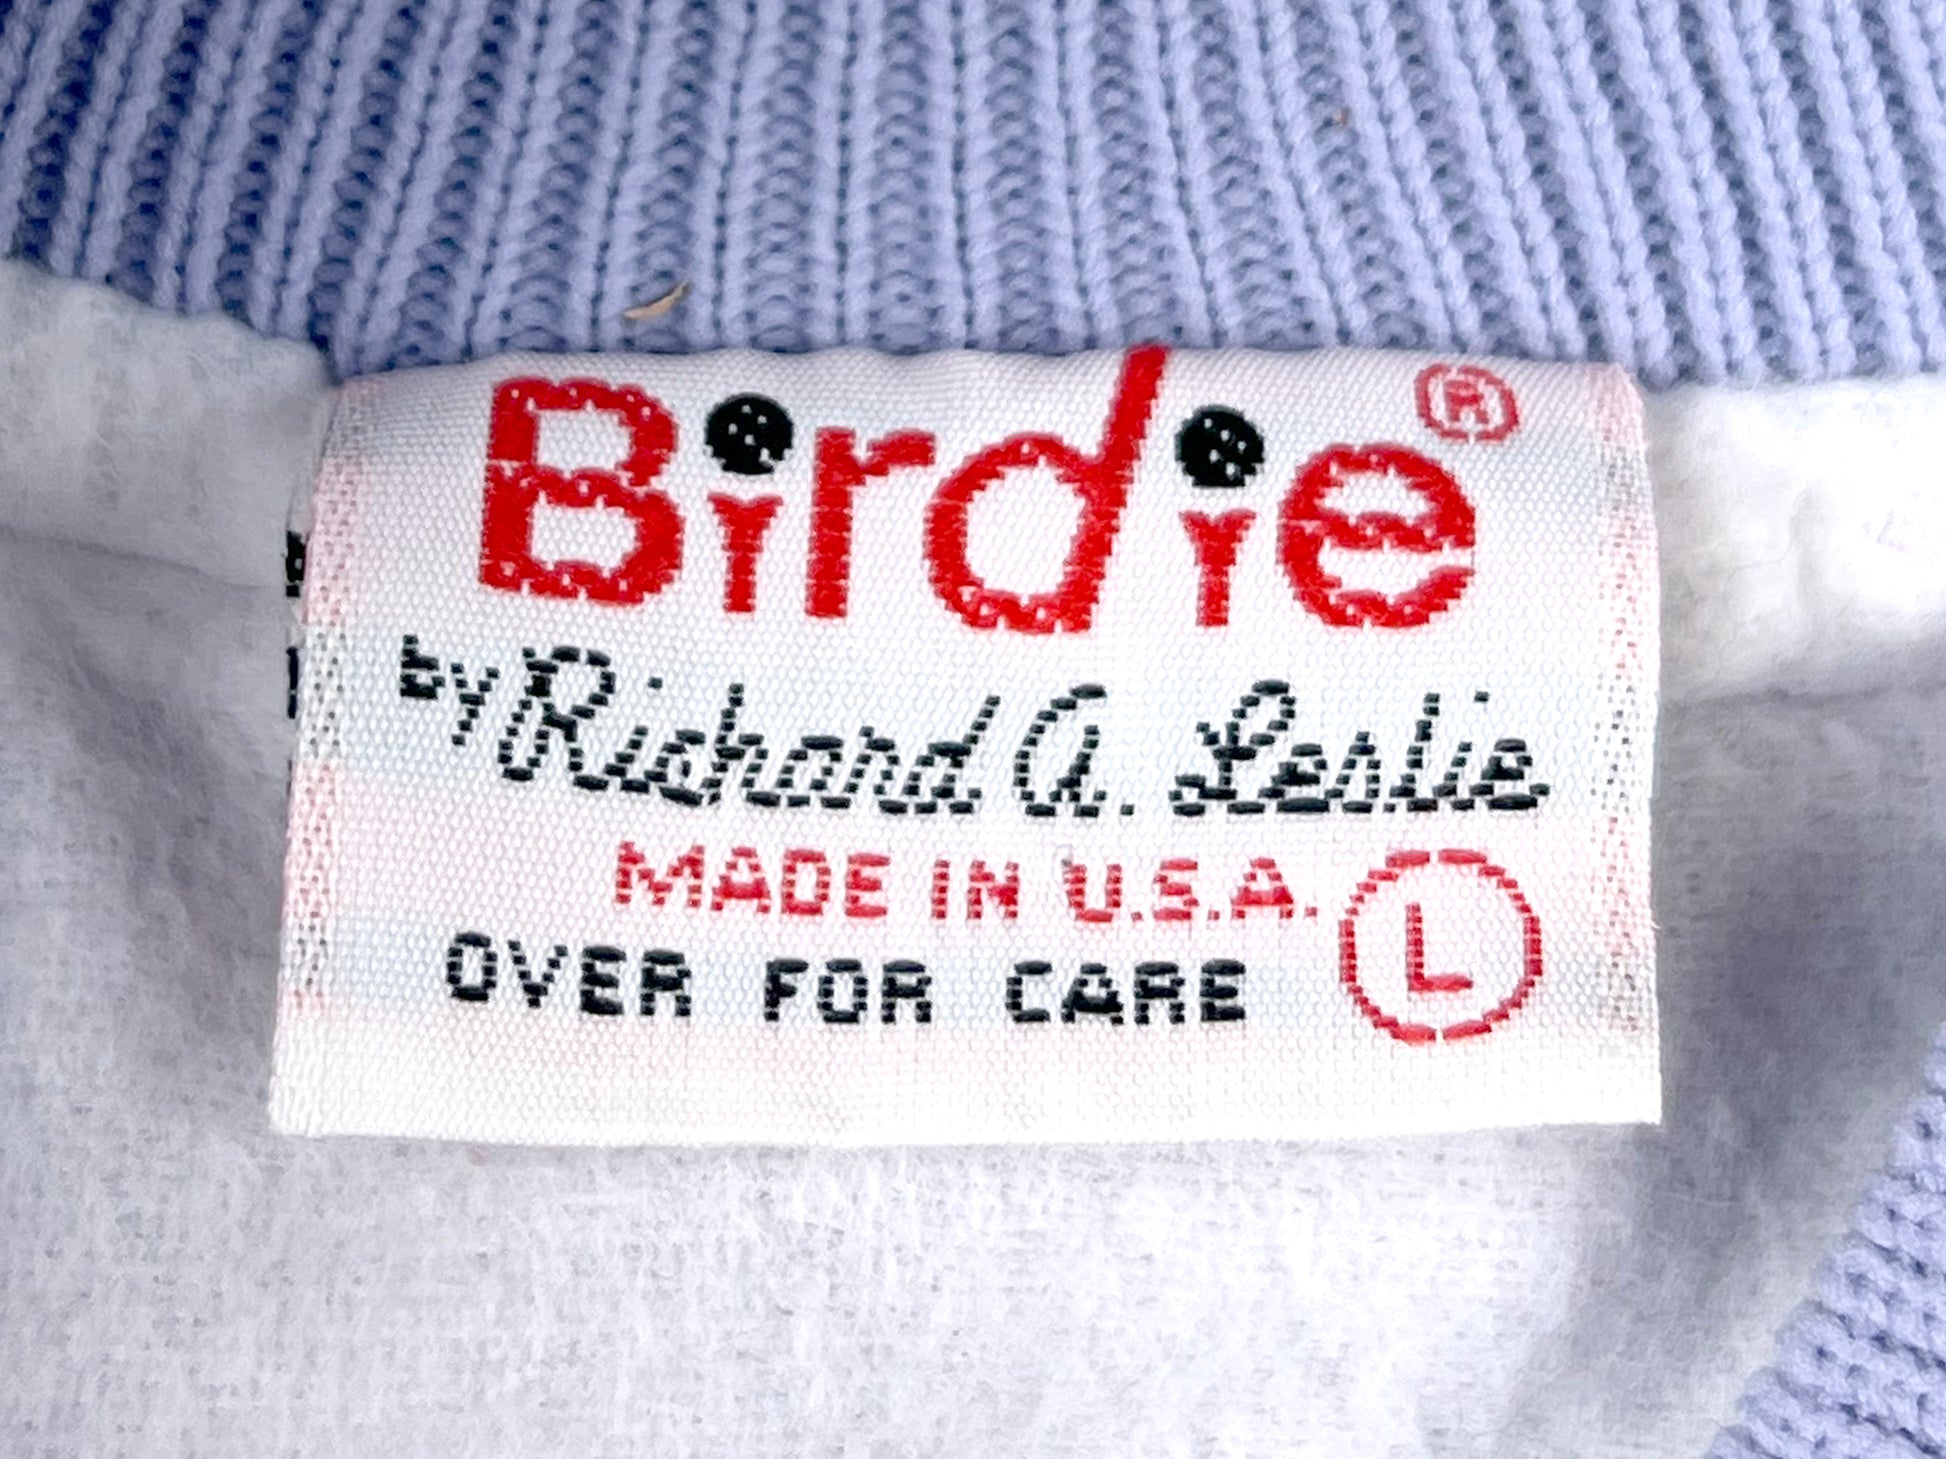 Birdie®
by Richard A. Leslie
MADE IN U.S.A.
OVER FOR CARE L